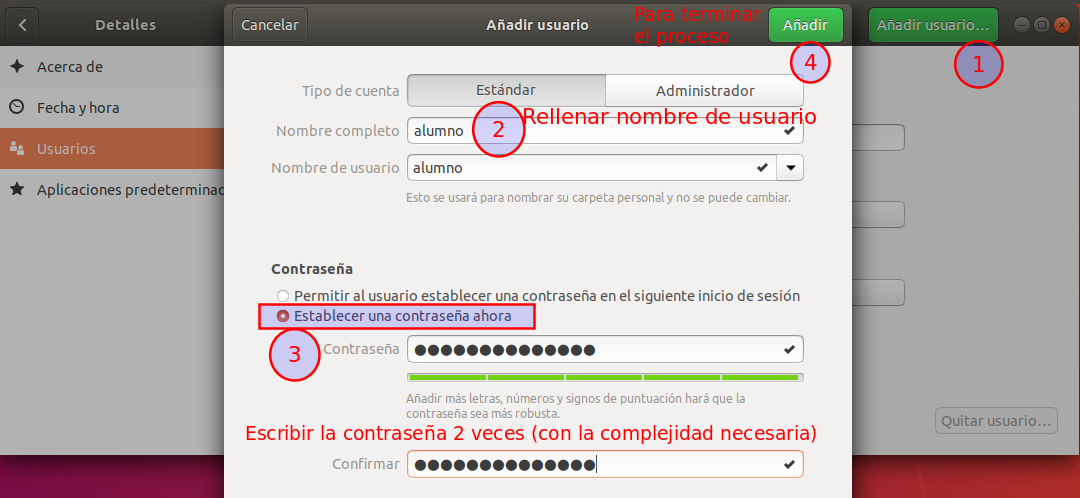 Detalles
Cancelar
Añadir usuario
Para terminar
el proceso
Añadir
Añadir usuario...
4
1
Acerca de
Fecha y hora
Usuarios
Aplicaciones predeterminac
Tipo de cuenta
Estándar
Administrador
2
Rellenar nombre de usuario
Nombre completo
alumno
Nombre de usuario
alumno
Esto se usará para nombrar su carpeta personal y no se puede cambiar.
Contraseña
Permitir al usuario establecer una contraseña en el siguiente inicio de sesión
Establecer una contraseña ahora
3
Contraseña
●●●●●●●●●●●●●●
Añadir más letras, números y signos de puntuación hará que la
contraseña sea más robusta.
Escribir la contraseña 2 veces (con la complejidad necesaria)
Confirmar
●●●●●●●●●●●●●●
Quitar usuario...